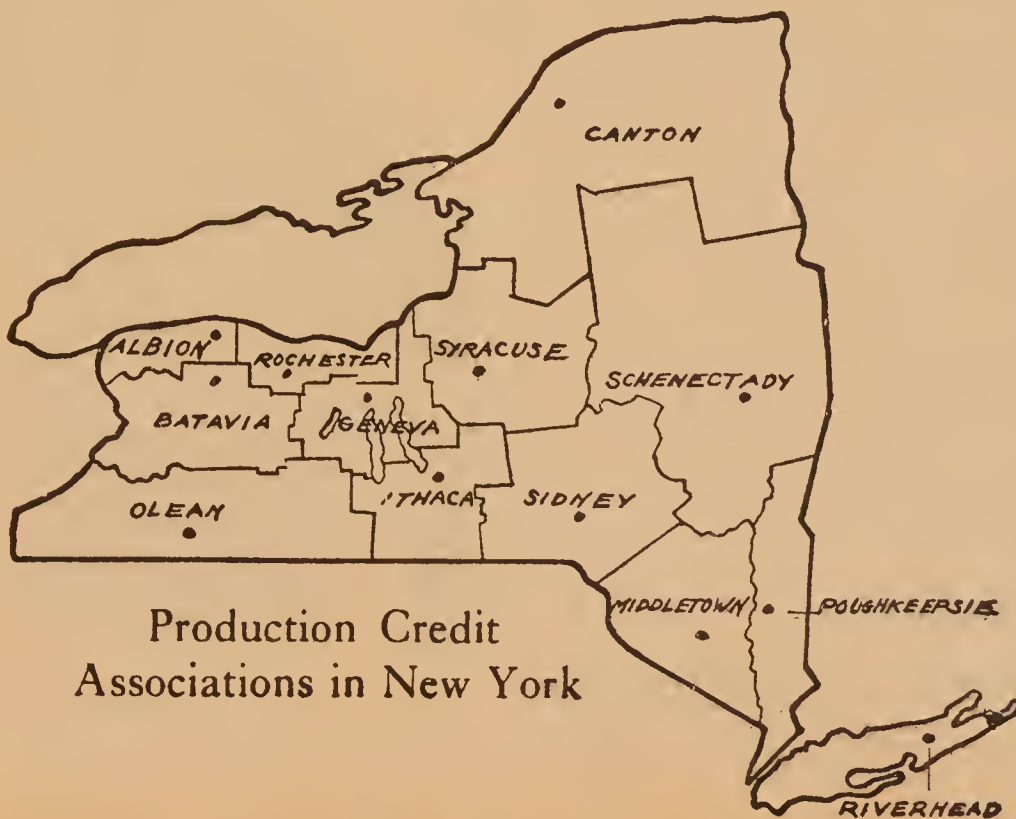 CANTON
ALBION
ROCHESTER
SYRACUSE
SCHENECTADY
BATAVIA
GENEVA
ITHACA
SIDNEY
OLEAN
MIDDLETOWN
POUGHKEEPSIE
Production Credit
Associations in New York
RIVERHEAD